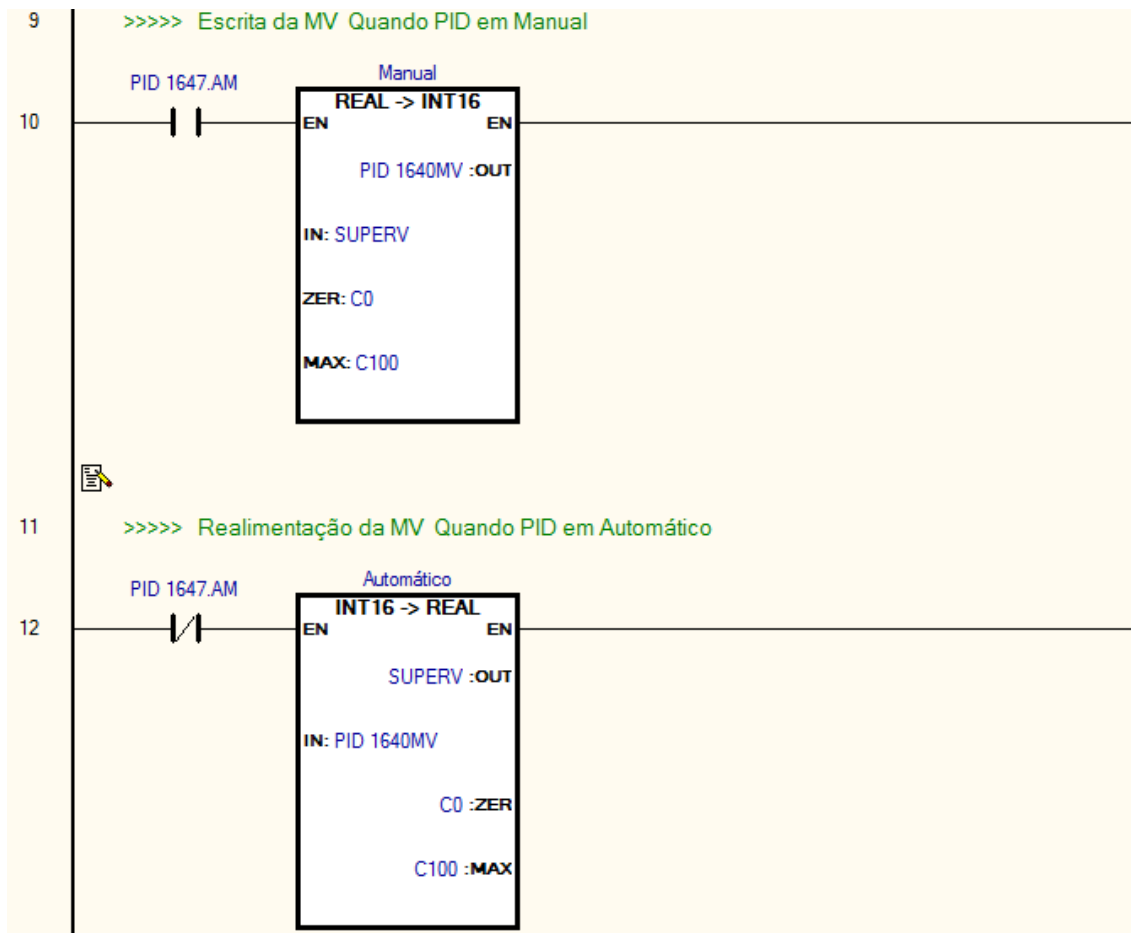 9 >>>>> Escrita da MV Quando PID em Manual
PID 1647.AM
Manual
10
REAL -> INT16
EN EN
PID 1640MV :OUT
IN: SUPERV
ZER: C0
MAX: C100
11 >>>>> Realimentação da MV Quando PID em Automático
PID 1647.AM
Automático
12
INT16 -> REAL
EN EN
SUPERV :OUT
IN: PID 1640MV
C0 :ZER
C100 :MAX